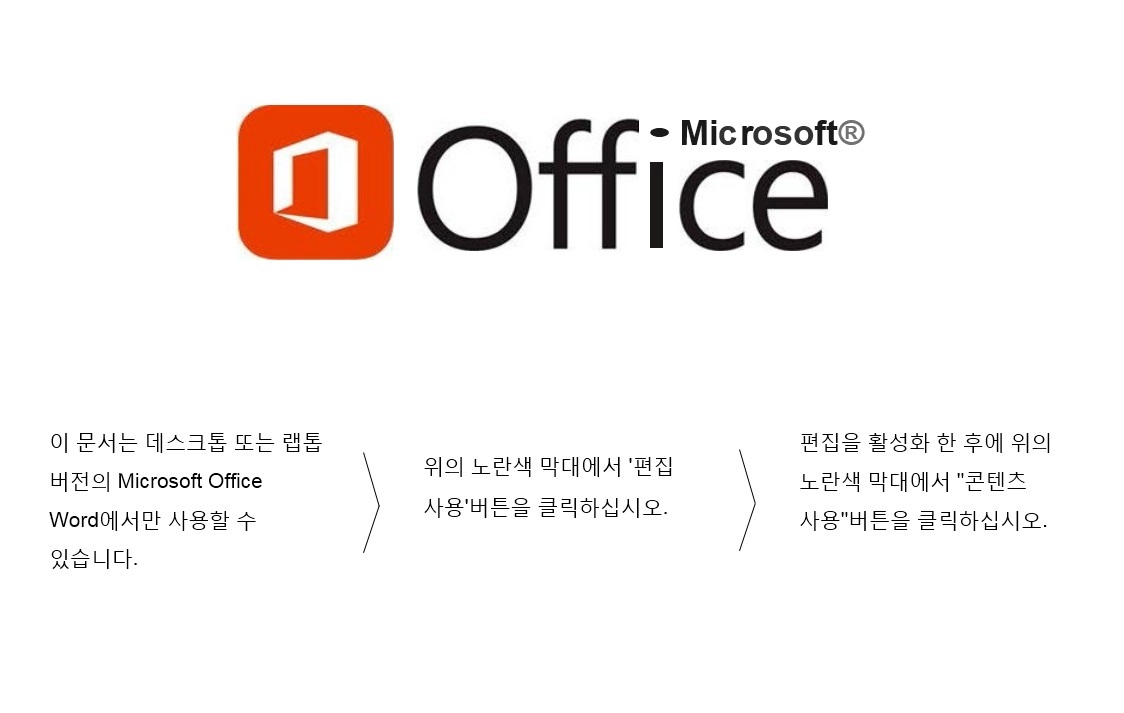 Office
Microsoft®
이 문서는 데스크톱 또는 랩톱
버전의 Microsoft Office
Word에서만 사용할 수
있습니다.
위의 노란색 막대에서 '편집
사용'버튼을 클릭하십시오.
편집을 활성화 한 후에 위의
노란색 막대에서 "콘텐츠
사용"버튼을 클릭하십시오.